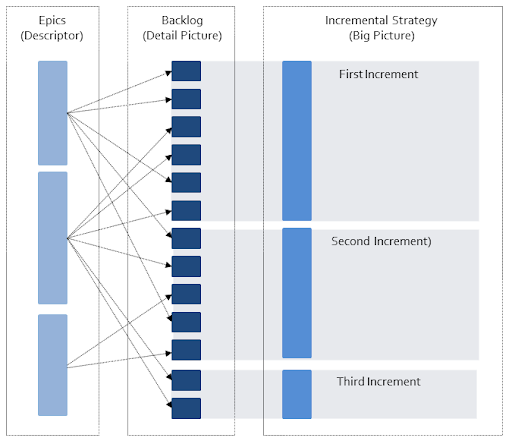 Epics
(Descriptor)
Backlog
(Detail Picture)
Incremental Strategy
(Big Picture)
First Increment
Second Increment)
Third Increment